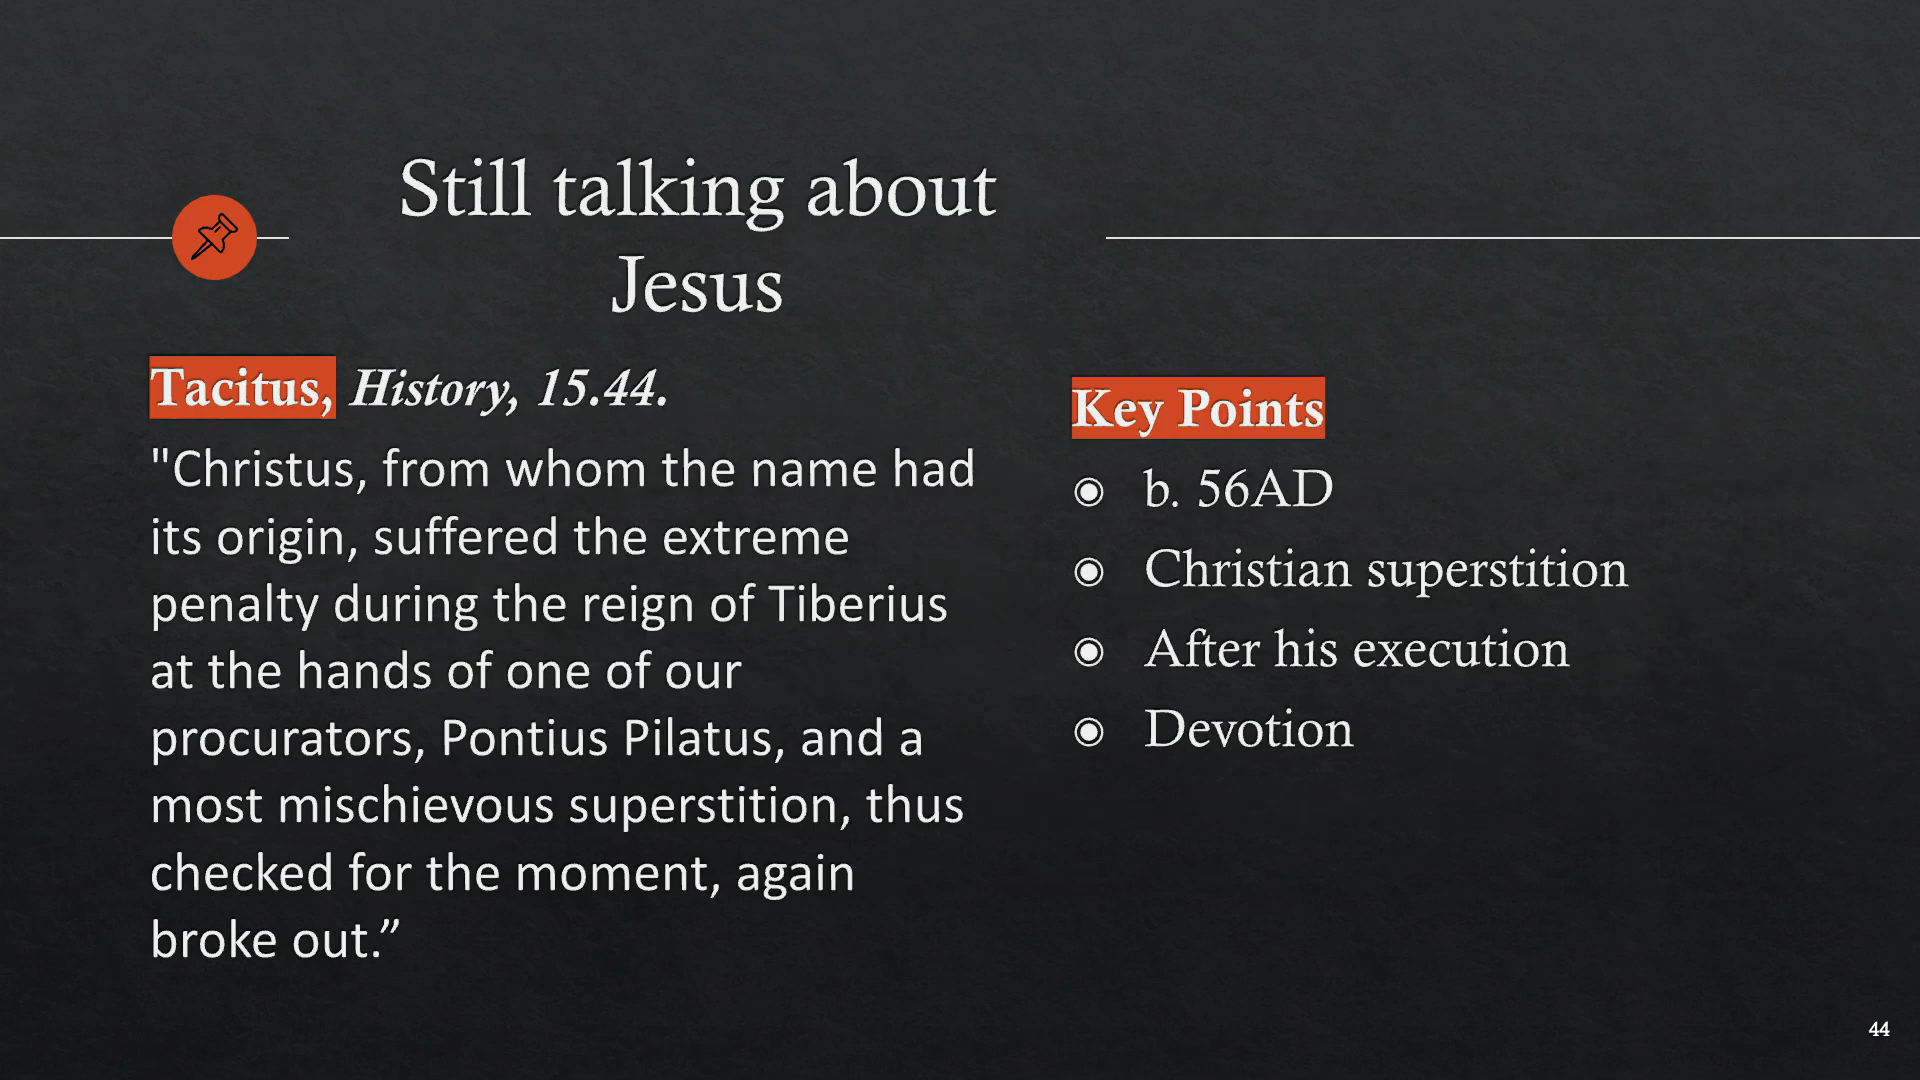 Still talking about
Jesus
Tacitus, History, 15.44.
"Christus, from whom the name had
its origin, suffered the extreme
penalty during the reign of Tiberius
at the hands of one of our
procurators, Pontius Pilatus, and a
most mischievous superstition, thus
checked for the moment, again
broke out.”
Key Points
◉ b. 56AD
◉ Christian superstition
◉ After his execution
◉ Devotion
44